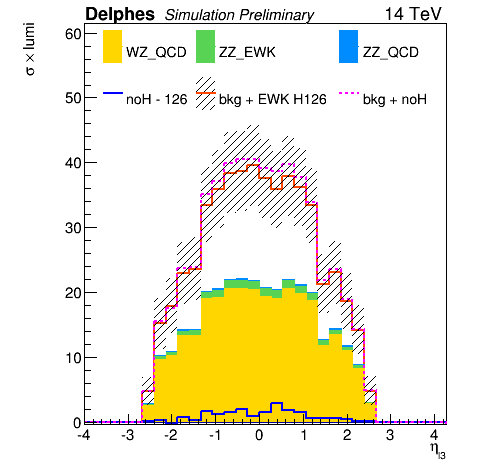 Delphes Simulation Preliminary 14 TeV
σ × lumi
WZ_QCD ZZ_EWK ZZ_QCD
noH - 126 bkg + EWK H126 bkg + noH
60
50
40
30
20
10
0
-4 -3 -2 -1 0 1 2 3 4
η_l3